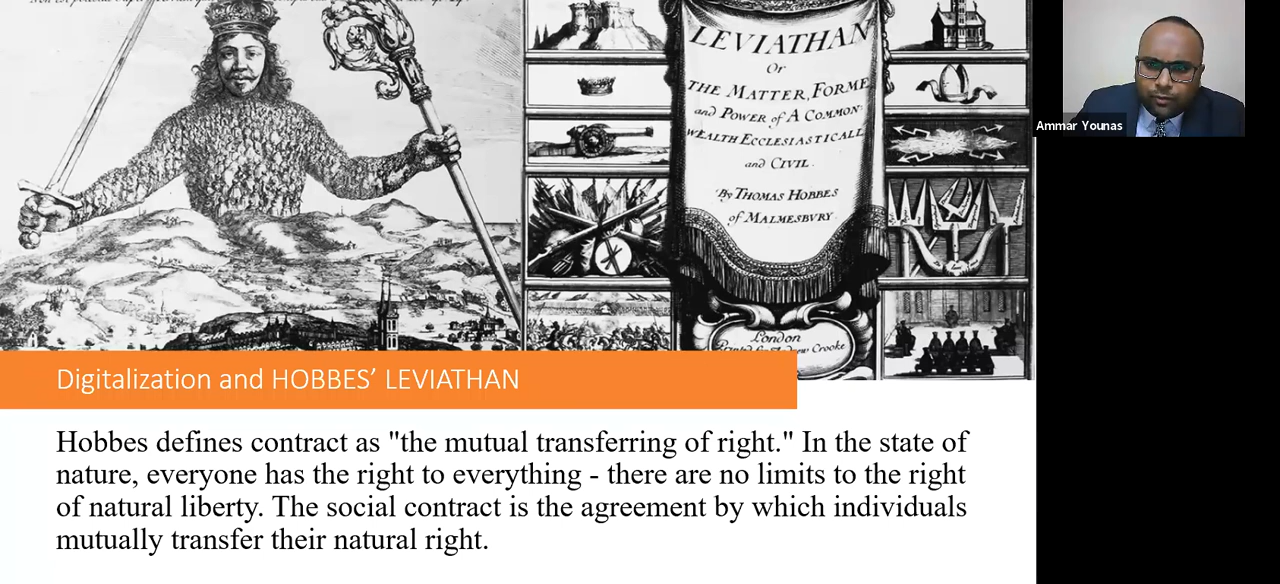 LEVIATHAN
Or
THE MATTER, FORME
and POWER of A COMMON
WEALTH ECCLESIASTICALL
and CIVIL.
By THOMAS HOBBES
of MALMESBVRY
London
Crooke
Ammar Younas
Digitalization and HOBBES' LEVIATHAN
Hobbes defines contract as "the mutual transferring of right." In the state of
nature, everyone has the right to everything - there are no limits to the right
of natural liberty. The social contract is the agreement by which individuals
mutually transfer their natural right.